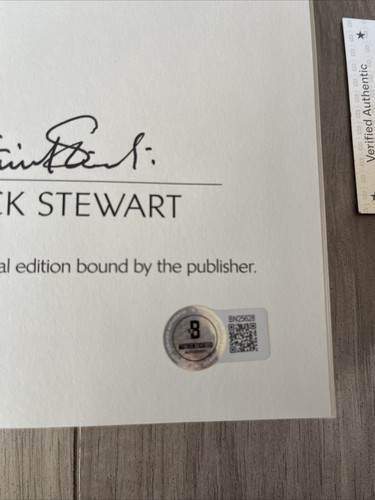 CK STEWART
al edition bound by the publisher.
B
BN25628
Verified Authentic